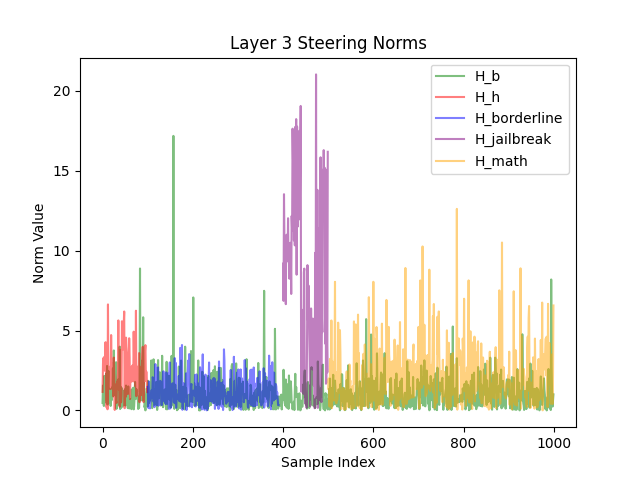 Layer 3 Steering Norms
Norm Value
20
15
10
5
0
H_b
H_h
H_borderline
H_jailbreak
H_math
0 200 400 600 800 1000
Sample Index